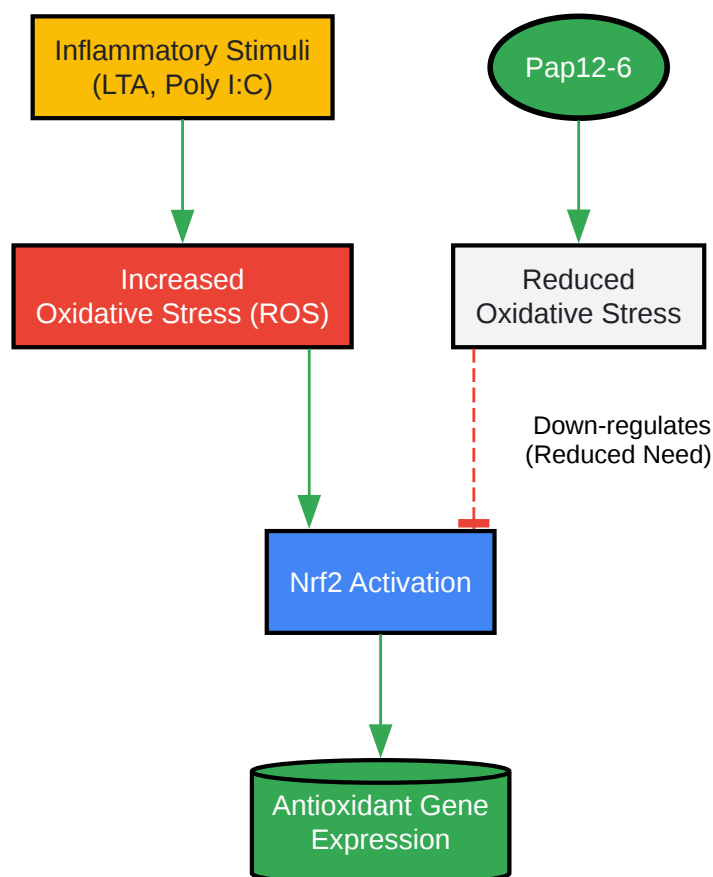 Inflammatory Stimuli
(LTA, Poly I:C)
Pap12-6
Increased
Oxidative Stress (ROS)
Reduced
Oxidative Stress
Down-regulates
(Reduced Need)
Nrf2 Activation
Antioxidant Gene
Expression